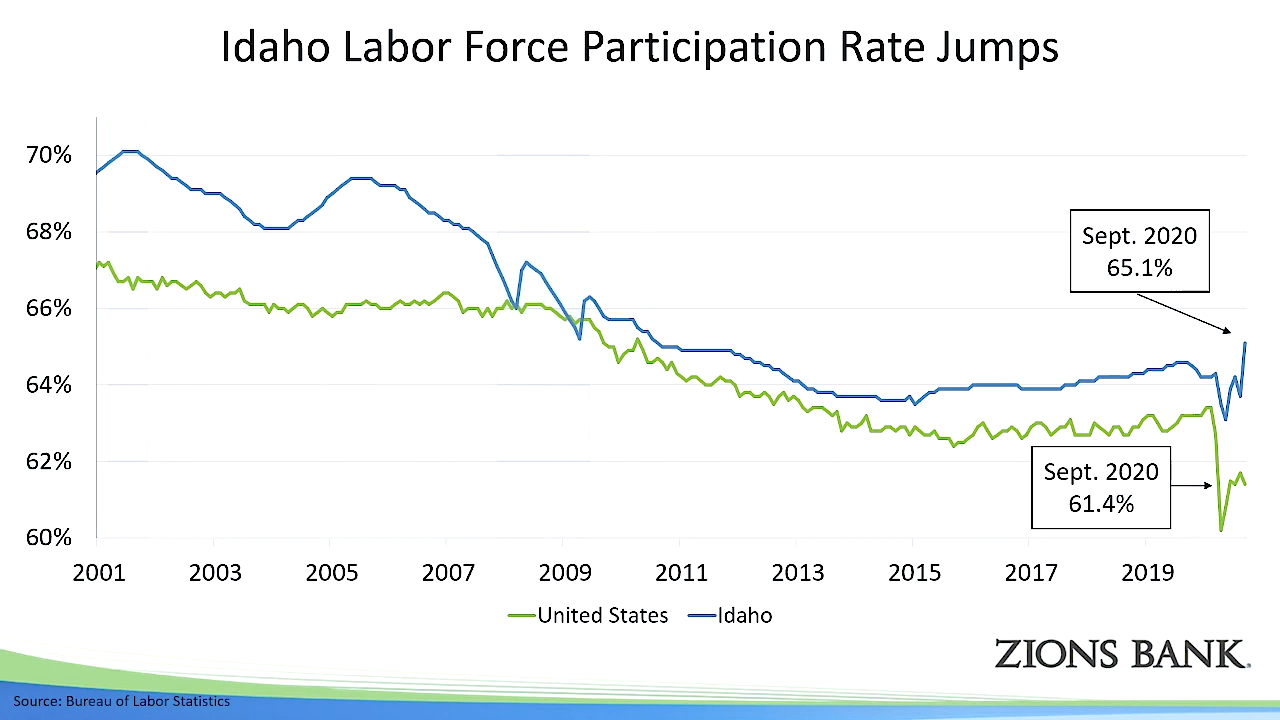 Idaho Labor Force Participation Rate Jumps
70%
68%
66%
64%
62%
60%
Sept. 2020
65.1%
Sept. 2020
61.4%
2001 2003 2005 2007 2009 2011 2013 2015 2017 2019
United States Idaho
ZIONS BANK.
Source: Bureau of Labor Statistics